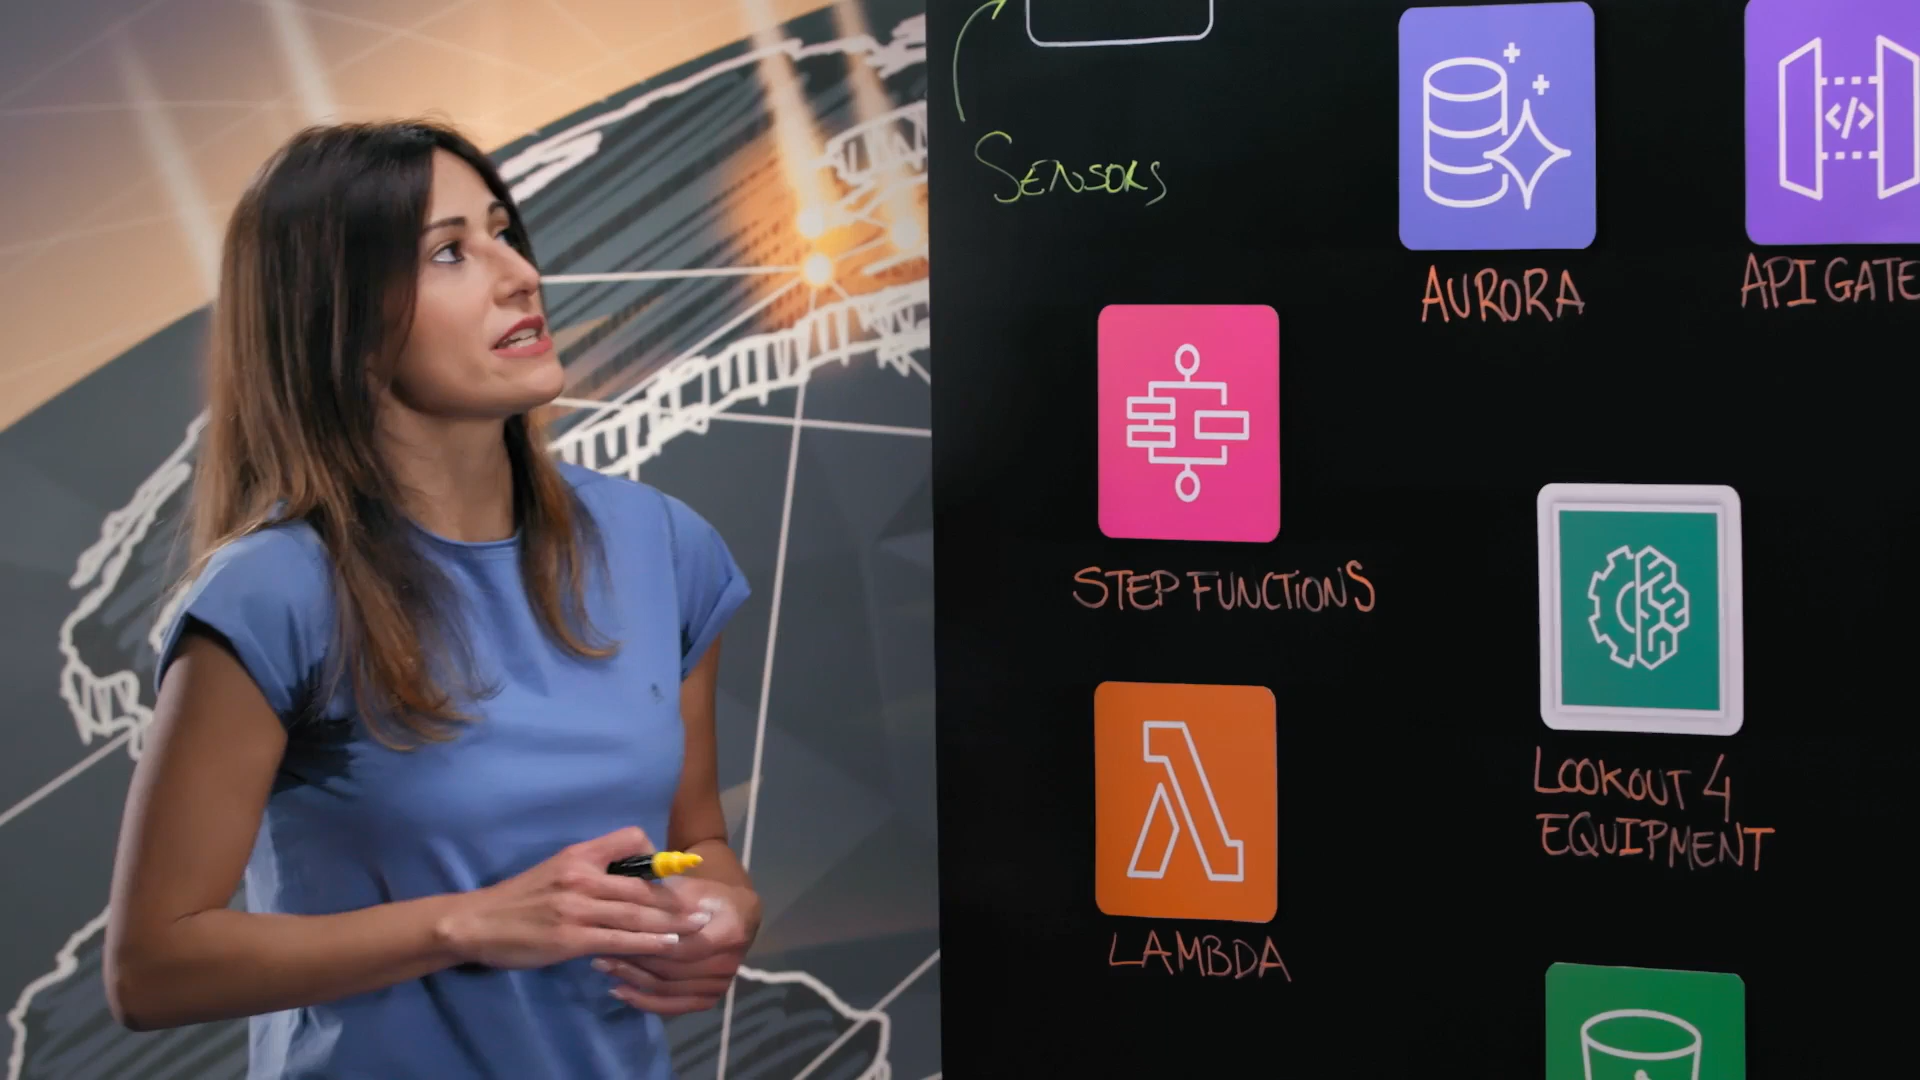 SENSORS
AURORA
API GATE
</>
STEP FUNCTIONS
LOOKOUT 4
EQUIPMENT
LAMBDA